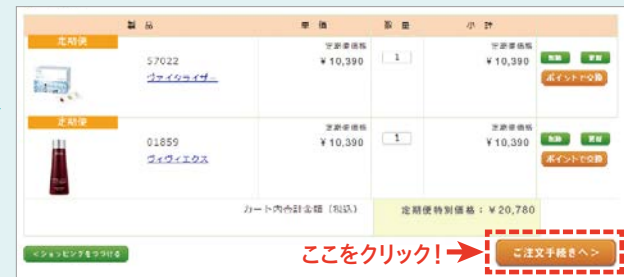 製品 単価 数量 小計
定期便
57022
ヴァイタライザー
定期便価格
¥10,390
1
定期便価格
¥10,390
削除 更新
ポイントで交換
定期便
01859
ヴィヴィエクス
定期便価格
¥10,390
1
定期便価格
¥10,390
削除 更新
ポイントで交換
カート内合計金額（税込） 定期便特別価格：¥20,780
<ショッピングをつづける
ここをクリック!
ご注文手続きへ>